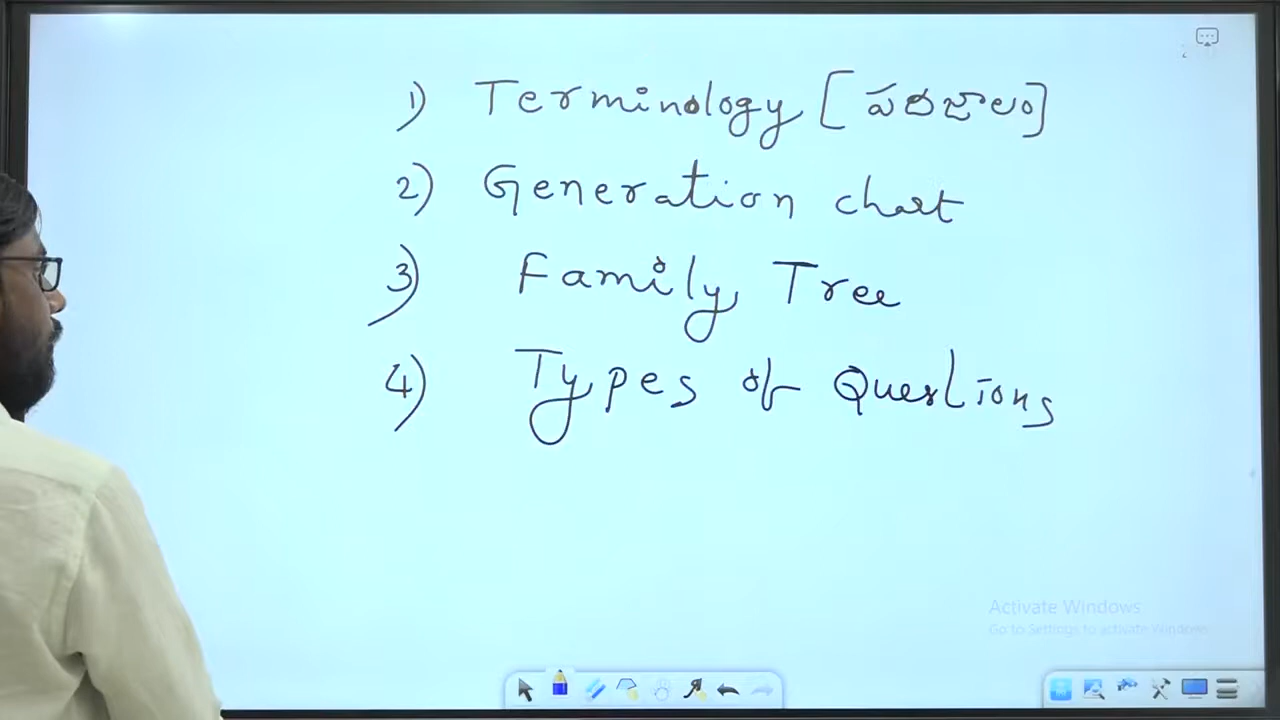 1) Terminology [పదజాలం]
2) Generation chart
3) Family Tree
4) Types of Questions
Activate Windows
Go to Settings to activate Windows.